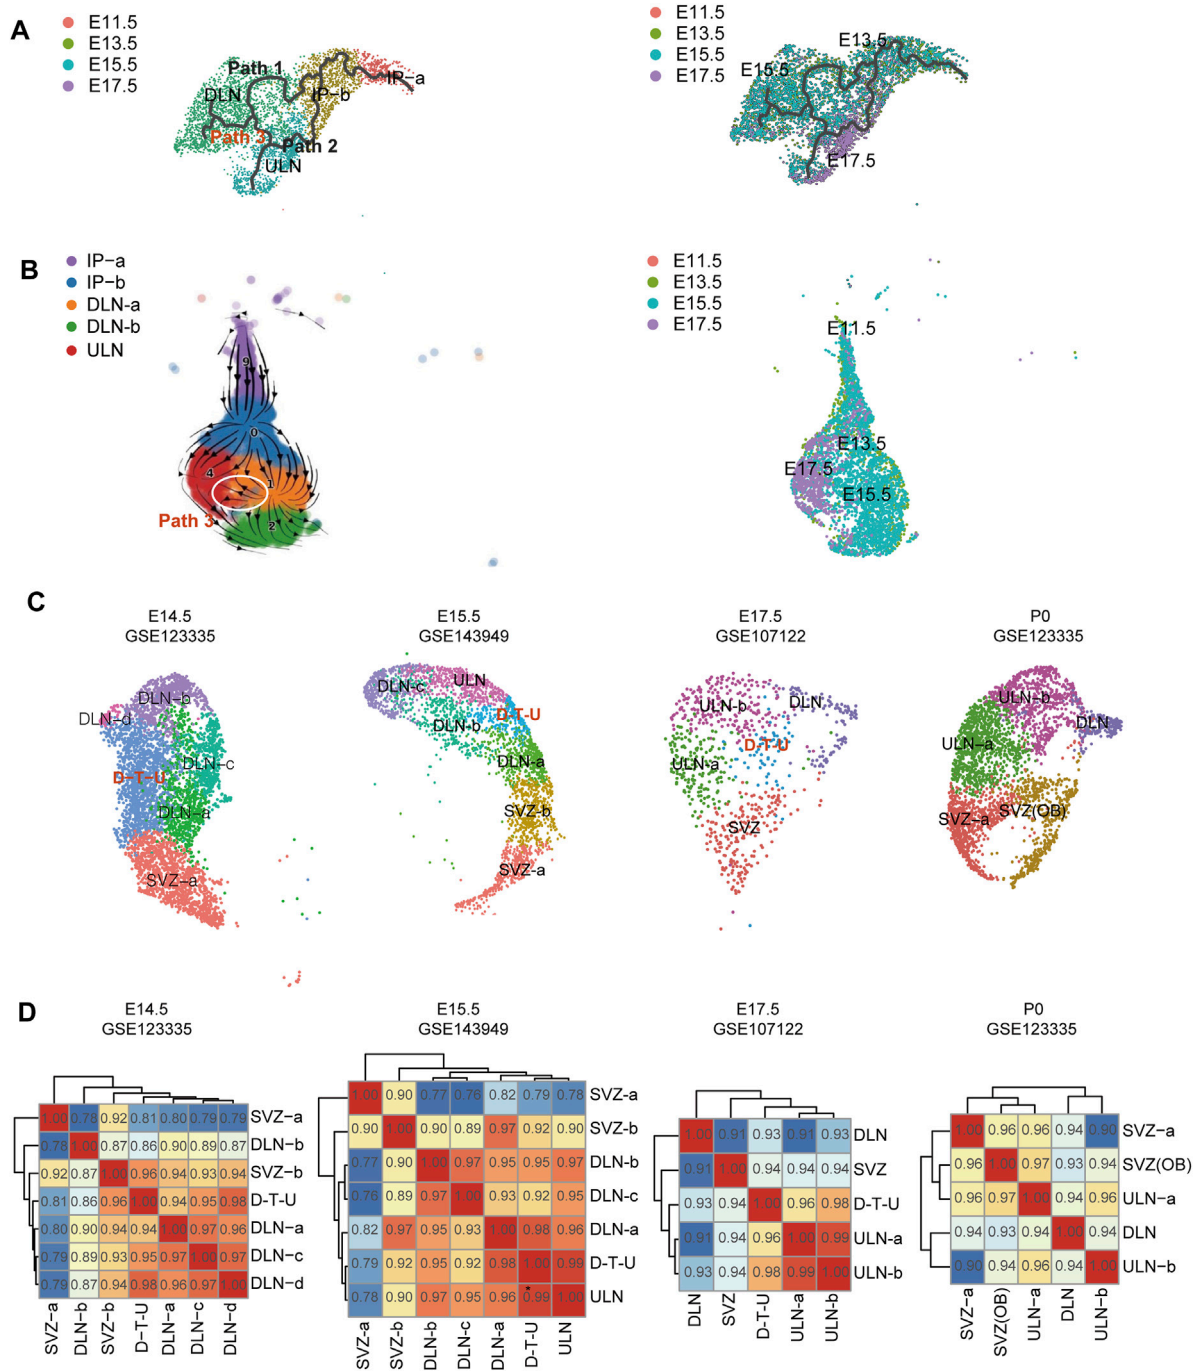 A
E11.5
E13.5
E15.5
E17.5
Path 1
DLN
IP-a
IP-b
Path 3
Path 2
ULN
E11.5
E13.5
E15.5
E17.5
E13.5
E15.5
E17.5
B
IP-a
IP-b
DLN-a
DLN-b
ULN
9
0
4
1
2
Path 3
E11.5
E13.5
E15.5
E17.5
E11.5
E13.5
E17.5
E15.5
C
E14.5
GSE123335
DLN-b
DLN-d
D-T-U
DLN-c
DLN-a
SVZ-a
E15.5
GSE143949
ULN
DLN-c
D-T-U
DLN-b
DLN-a
SVZ-b
SVZ-a
E17.5
GSE107122
ULN-b
DLN
D-T-U
ULN-a
SVZ
P0
GSE123335
ULN-b
DLN
ULN-a
SVZ-a
SVZ(OB)
D
E14.5
GSE123335
1.00 0.78 0.92 0.81 0.80 0.79 0.79 SVZ-a
0.78 1.00 0.87 0.86 0.90 0.89 0.87 DLN-b
0.92 0.87 1.00 0.96 0.94 0.93 0.94 SVZ-b
0.81 0.86 0.96 1.00 0.94 0.95 0.98 D-T-U
0.80 0.90 0.94 0.94 1.00 0.97 0.96 DLN-a
0.79 0.89 0.93 0.95 0.97 1.00 0.97 DLN-c
0.79 0.87 0.94 0.98 0.96 0.97 1.00 DLN-d
SVZ-a DLN-b SVZ-b D-T-U DLN-a DLN-c DLN-d
E15.5
GSE143949
1.00 0.90 0.77 0.76 0.82 0.79 0.78 SVZ-a
0.90 1.00 0.90 0.89 0.97 0.92 0.90 SVZ-b
0.77 0.90 1.00 0.97 0.95 0.95 0.97 DLN-b
0.76 0.89 0.97 1.00 0.93 0.92 0.95 DLN-c
0.82 0.97 0.95 0.93 1.00 0.98 0.96 DLN-a
0.79 0.92 0.95 0.92 0.98 1.00 0.99 D-T-U
0.78 0.90 0.97 0.95 0.96 *0.99 1.00 ULN
SVZ-a SVZ-b DLN-b DLN-c DLN-a D-T-U ULN
E17.5
GSE107122
1.00 0.91 0.93 0.91 0.93 DLN
0.91 1.00 0.94 0.94 0.94 SVZ
0.93 0.94 1.00 0.96 0.98 D-T-U
0.91 0.94 0.96 1.00 0.99 ULN-a
0.93 0.94 0.98 0.99 1.00 ULN-b
DLN SVZ D-T-U ULN-a ULN-b
P0
GSE123335
1.00 0.96 0.96 0.94 0.90 SVZ-a
0.96 1.00 0.97 0.93 0.94 SVZ(OB)
0.96 0.97 1.00 0.94 0.96 ULN-a
0.94 0.93 0.94 1.00 0.94 DLN
0.90 0.94 0.96 0.94 1.00 ULN-b
SVZ-a SVZ(OB) ULN-a DLN ULN-b